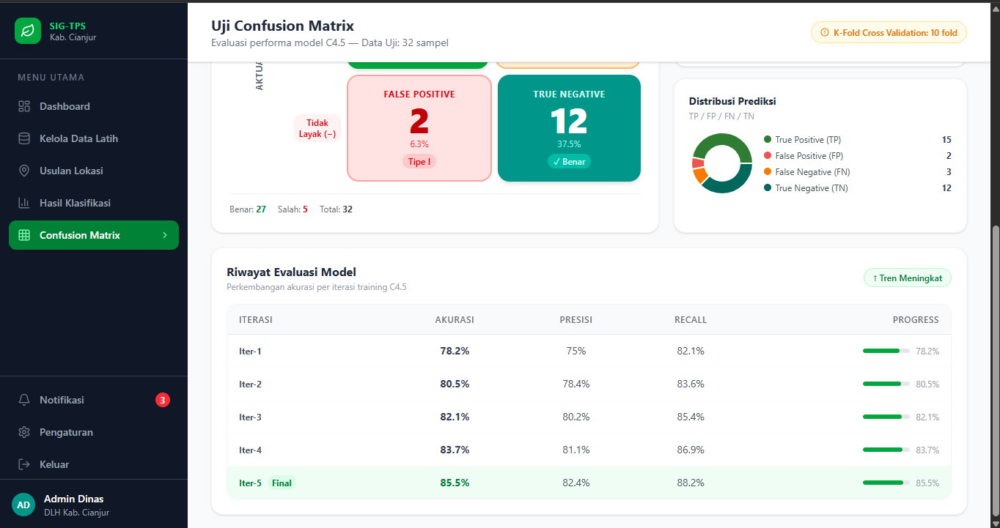 SIG-TPS
Kab. Cianjur
MENU UTAMA
Dashboard
Kelola Data Latih
Usulan Lokasi
Hasil Klasifikasi
Confusion Matrix
Notifikasi 3
Pengaturan
Keluar
AD
Admin Dinas
DLH Kab. Cianjur
Uji Confusion Matrix
Evaluasi performa model C4.5 — Data Uji: 32 sampel
K-Fold Cross Validation: 10 fold
Tidak
Layak (−)
FALSE POSITIVE
2
6.3%
Tipe I
TRUE NEGATIVE
12
37.5%
✓ Benar
Benar: 27 Salah: 5 Total: 32
Distribusi Prediksi
TP / FP / FN / TN
True Positive (TP) 15
False Positive (FP) 2
False Negative (FN) 3
True Negative (TN) 12
Riwayat Evaluasi Model
Perkembangan akurasi per iterasi training C4.5
↑ Tren Meningkat
ITERASI AKURASI PRESISI RECALL PROGRESS
Iter-1 78.2% 75% 82.1% 78.2%
Iter-2 80.5% 78.4% 83.6% 80.5%
Iter-3 82.1% 80.2% 85.4% 82.1%
Iter-4 83.7% 81.1% 86.9% 83.7%
Iter-5 Final 85.5% 82.4% 88.2% 85.5%